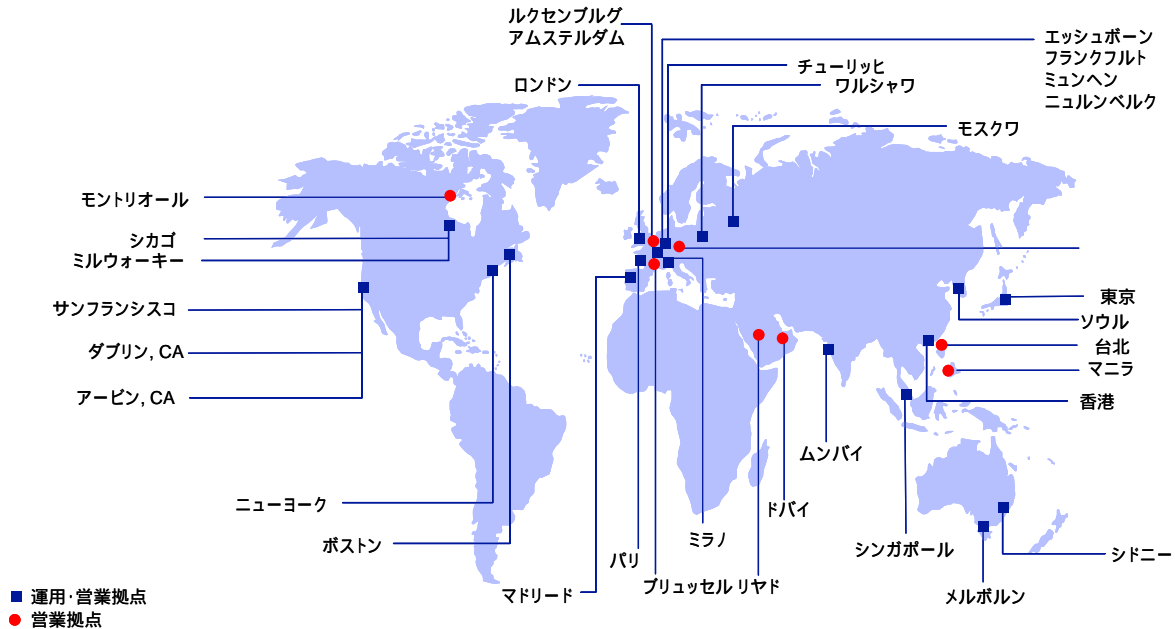 ルクセンブルグ
アムステルダム
エッシュボーン
フランクフルト
ミュンヘン
ニュルンベルク
チューリッヒ
ロンドン
ワルシャワ
モスクワ
モントリオール
シカゴ
ミルウォーキー
サンフランシスコ
ダブリン, CA
アービン, CA
東京
ソウル
台北
マニラ
香港
ムンバイ
ニューヨーク
ドバイ
ボストン
ミラノ
パリ
シンガポール
シドニー
マドリード
ブリュッセル リヤド
メルボルン
運用・営業拠点
営業拠点